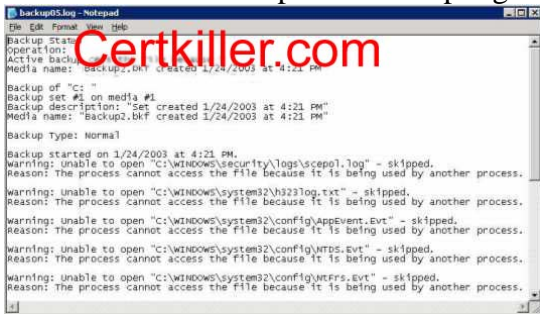 backup05.log - Notepad
File Edit Format View Help
Certkiller.com
Backup Status
Operation:
Active backup
Media name: "Backup2.bkf created 1/24/2003 at 4:21 PM"
Backup of "C: "
Backup set #1 on media #1
Backup description: "Set created 1/24/2003 at 4:21 PM"
Media name: "Backup2.bkf created 1/24/2003 at 4:21 PM"
Backup Type: Normal
Backup started on 1/24/2003 at 4:21 PM.
Warning: Unable to open "C:\WINDOWS\security\logs\scepol.log" - skipped.
Reason: The process cannot access the file because it is being used by another process.
Warning: Unable to open "C:\WINDOWS\system32\h323log.txt" - skipped.
Reason: The process cannot access the file because it is being used by another process.
Warning: Unable to open "C:\WINDOWS\system32\config\AppEvent.Evt" - skipped.
Reason: The process cannot access the file because it is being used by another process.
Warning: Unable to open "C:\WINDOWS\system32\config\NTDS.Evt" - skipped.
Reason: The process cannot access the file because it is being used by another process.
Warning: Unable to open "C:\WINDOWS\system32\config\NtFrs.Evt" - skipped.
Reason: The process cannot access the file because it is being used by another process.